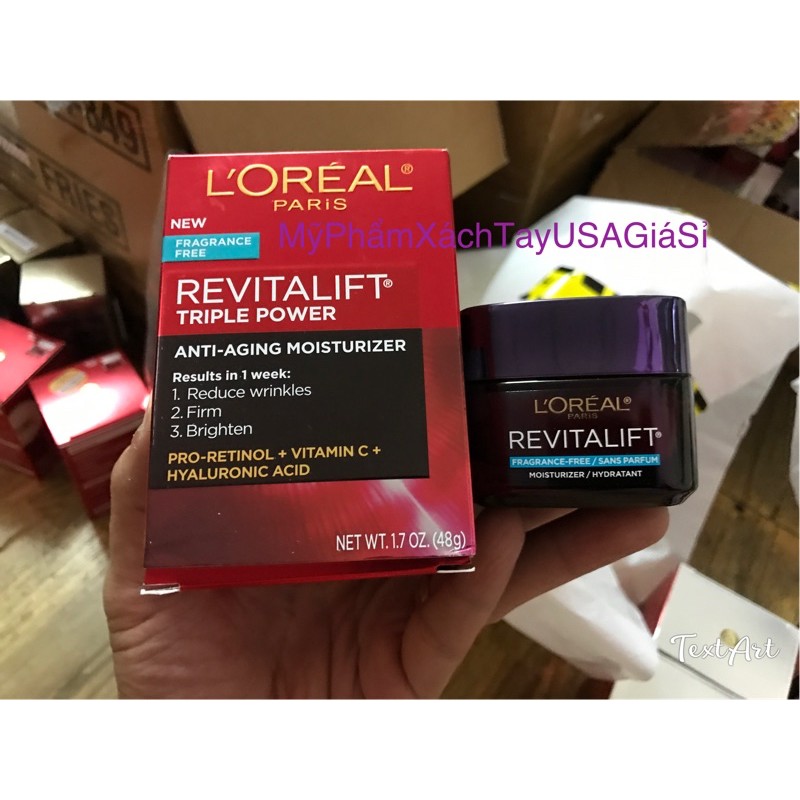 L'ORÉAL®
PARIS
NEW
FRAGRANCE
FREE
MỹPhẩmXáchTayUSAGiáSỉ
REVITALIFT®
TRIPLE POWER
ANTI-AGING MOISTURIZER
Results in 1 week:
1. Reduce wrinkles
2. Firm
3. Brighten
PRO-RETINOL + VITAMIN C +
HYALURONIC ACID
NET WT. 1.7 OZ. (48g)
L'ORÉAL®
PARIS
REVITALIFT®
FRAGRANCE-FREE / SANS PARFUM
MOISTURIZER / HYDRATANT
FRIES
TextArt